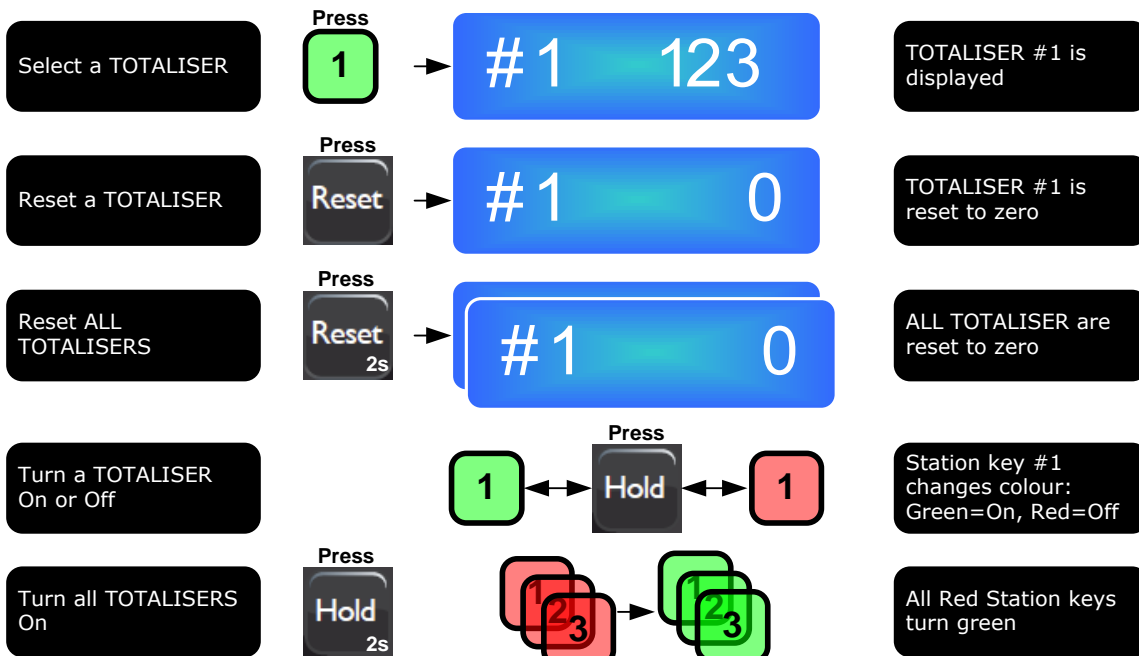 Press
Select a TOTALISER
1
#1 123
TOTALISER #1 is
displayed
Press
Reset a TOTALISER
Reset
#1 0
TOTALISER #1 is
reset to zero
Press
Reset ALL
TOTALISERS
Reset
2s
#1 0
ALL TOTALISER are
reset to zero
Press
Turn a TOTALISER
On or Off
1
Hold
1
Station key #1
changes colour:
Green=On, Red=Off
Press
Turn all TOTALISERS
On
Hold
2s
1
2
3
1
2
3
All Red Station keys
turn green